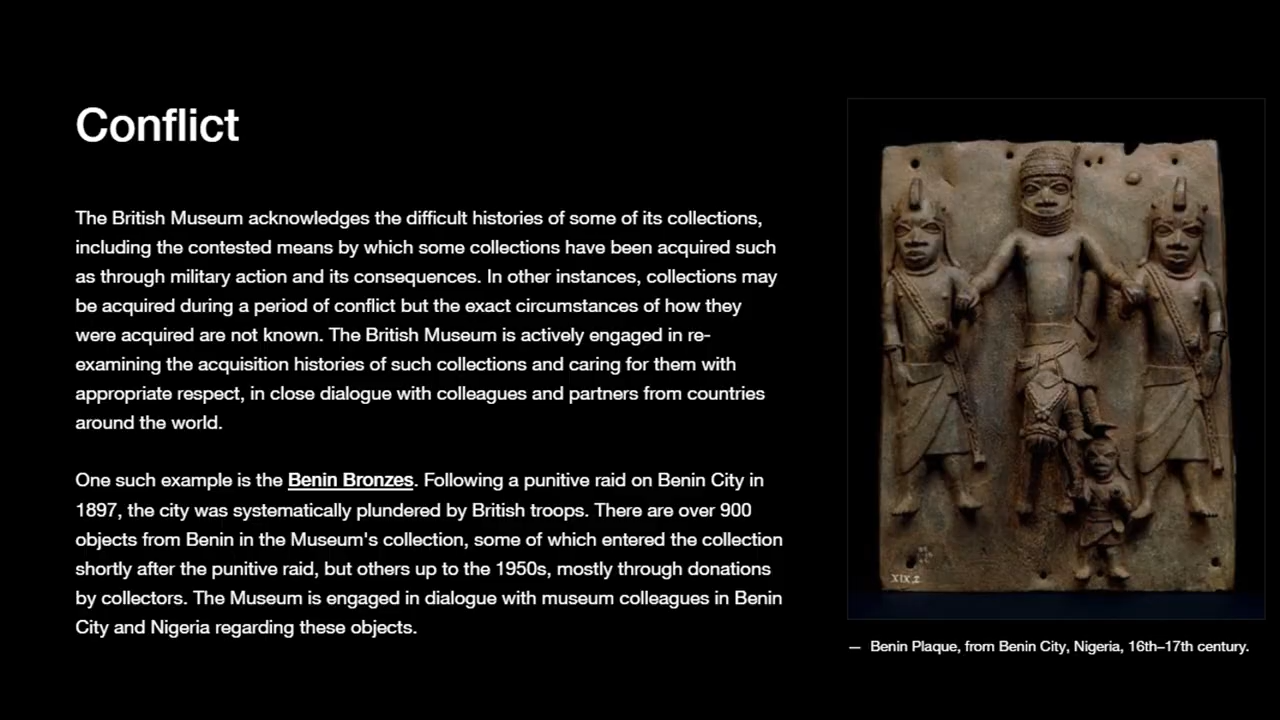 Conflict
The British Museum acknowledges the difficult histories of some of its collections,
including the contested means by which some collections have been acquired such
as through military action and its consequences. In other instances, collections may
be acquired during a period of conflict but the exact circumstances of how they
were acquired are not known. The British Museum is actively engaged in re-
examining the acquisition histories of such collections and caring for them with
appropriate respect, in close dialogue with colleagues and partners from countries
around the world.
One such example is the Benin Bronzes. Following a punitive raid on Benin City in
1897, the city was systematically plundered by British troops. There are over 900
objects from Benin in the Museum's collection, some of which entered the collection
shortly after the punitive raid, but others up to the 1950s, mostly through donations
by collectors. The Museum is engaged in dialogue with museum colleagues in Benin
City and Nigeria regarding these objects.
XIX.2
— Benin Plaque, from Benin City, Nigeria, 16th–17th century.